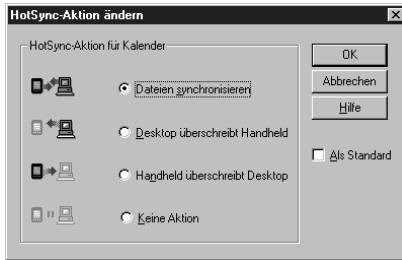 HotSync-Aktion ändern
HotSync-Aktion für Kalender
Dateien synchronisieren
Desktop überschreibt Handheld
Handheld überschreibt Desktop
Keine Aktion
OK
Abbrechen
Hilfe
Als Standard